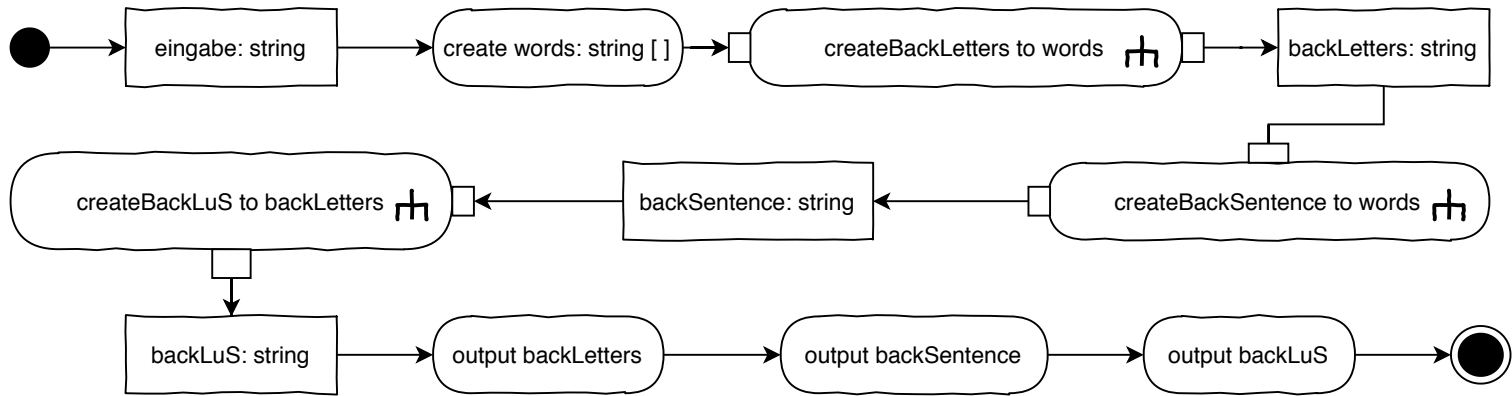 eingabe: string
create words: string [ ]
createBackLetters to words
backLetters: string
createBackLuS to backLetters
backSentence: string
createBackSentence to words
backLuS: string
output backLetters
output backSentence
output backLuS